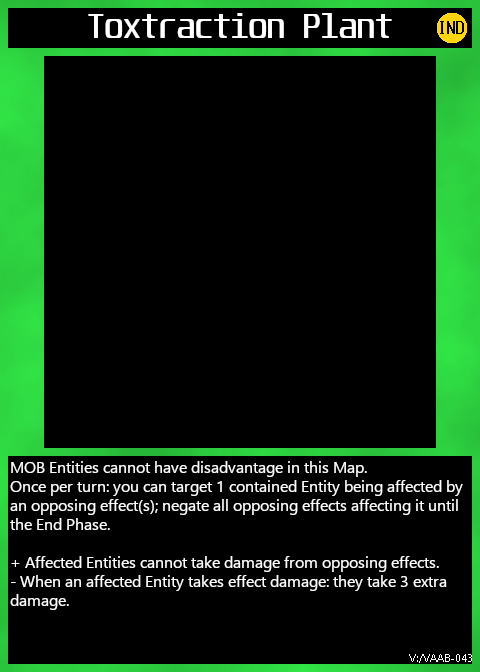 Toxtraction Plant
IND
MOB Entities cannot have disadvantage in this Map.
Once per turn: you can target 1 contained Entity being affected by
an opposing effect(s); negate all opposing effects affecting it until
the End Phase.
+ Affected Entities cannot take damage from opposing effects.
- When an affected Entity takes effect damage: they take 3 extra
damage.
V:/VAAB-043